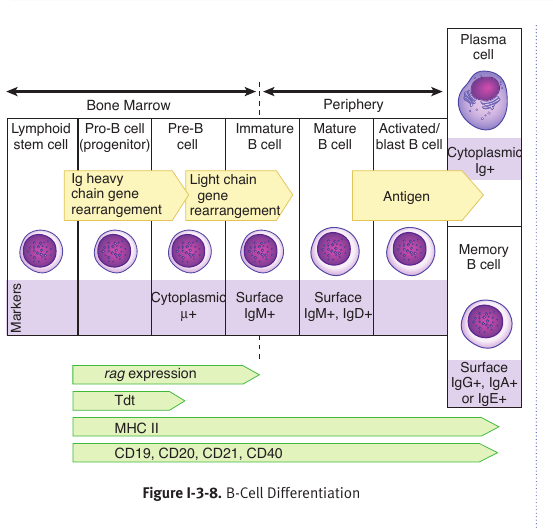 Plasma
cell
Bone Marrow
Periphery
Lymphoid
stem cell
Pro-B cell
(progenitor)
Pre-B
cell
Immature
B cell
Mature
B cell
Activated/
blast B cell
Cytoplasmic
Ig+
Ig heavy
chain gene
rearrangement
Light chain
gene
rearrangement
Antigen
Memory
B cell
Markers
Cytoplasmic
μ+
Surface
IgM+
Surface
IgM+, IgD+
Surface
IgG+, IgA+
or IgE+
rag expression
Tdt
MHC II
CD19, CD20, CD21, CD40
Figure I-3-8. B-Cell Differentiation